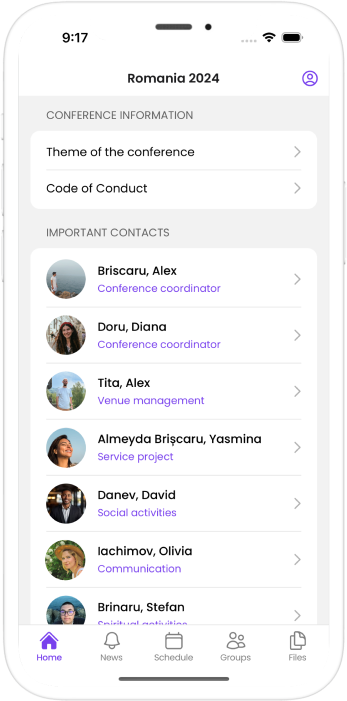 9:17
Romania 2024
CONFERENCE INFORMATION
Theme of the conference
Code of Conduct
IMPORTANT CONTACTS
Briscaru, Alex
Conference coordinator
Doru, Diana
Conference coordinator
Tita, Alex
Venue management
Almeyda Brișcaru, Yasmina
Service project
Danev, David
Social activities
Iachimov, Olivia
Communication
Brinaru, Stefan
Spiritual activities
Home News Schedule Groups Files